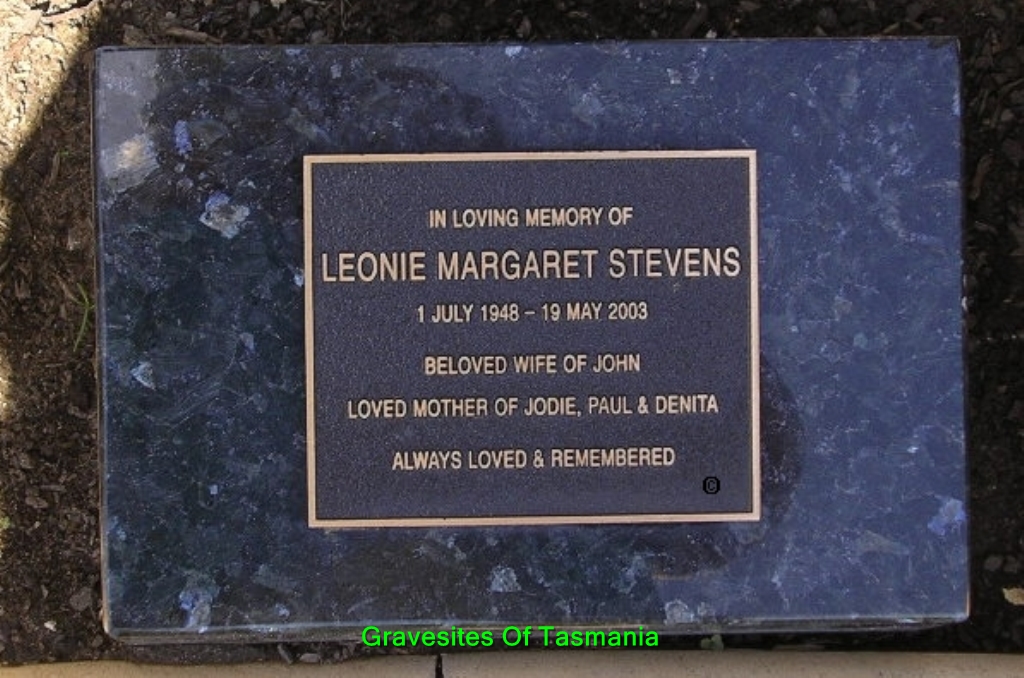 IN LOVING MEMORY OF
LEONIE MARGARET STEVENS
1 JULY 1948 – 19 MAY 2003
BELOVED WIFE OF JOHN
LOVED MOTHER OF JODIE, PAUL & DENITA
ALWAYS LOVED & REMEMBERED
©
Gravesites Of Tasmania